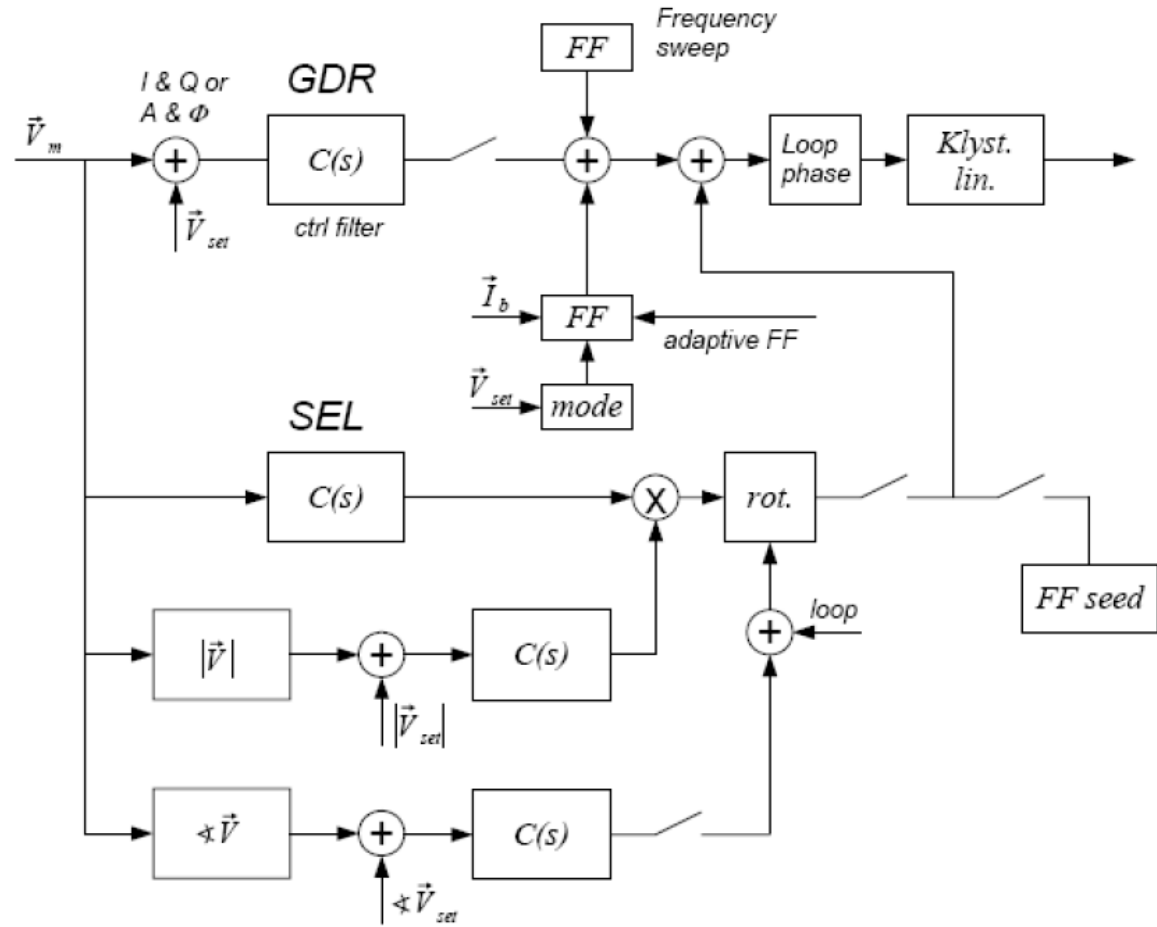 Frequency
sweep
FF
I & Q or
A & Φ
GDR
V⃗ m
+
C(s)
+
+
Loop
phase
Klyst.
lin.
V⃗ set
ctrl filter
I⃗ b
FF
adaptive FF
V⃗ set
mode
SEL
C(s)
X
rot.
FF seed
loop
|V⃗|
+
C(s)
+
|V⃗ set|
∢V⃗
+
C(s)
∢V⃗ set